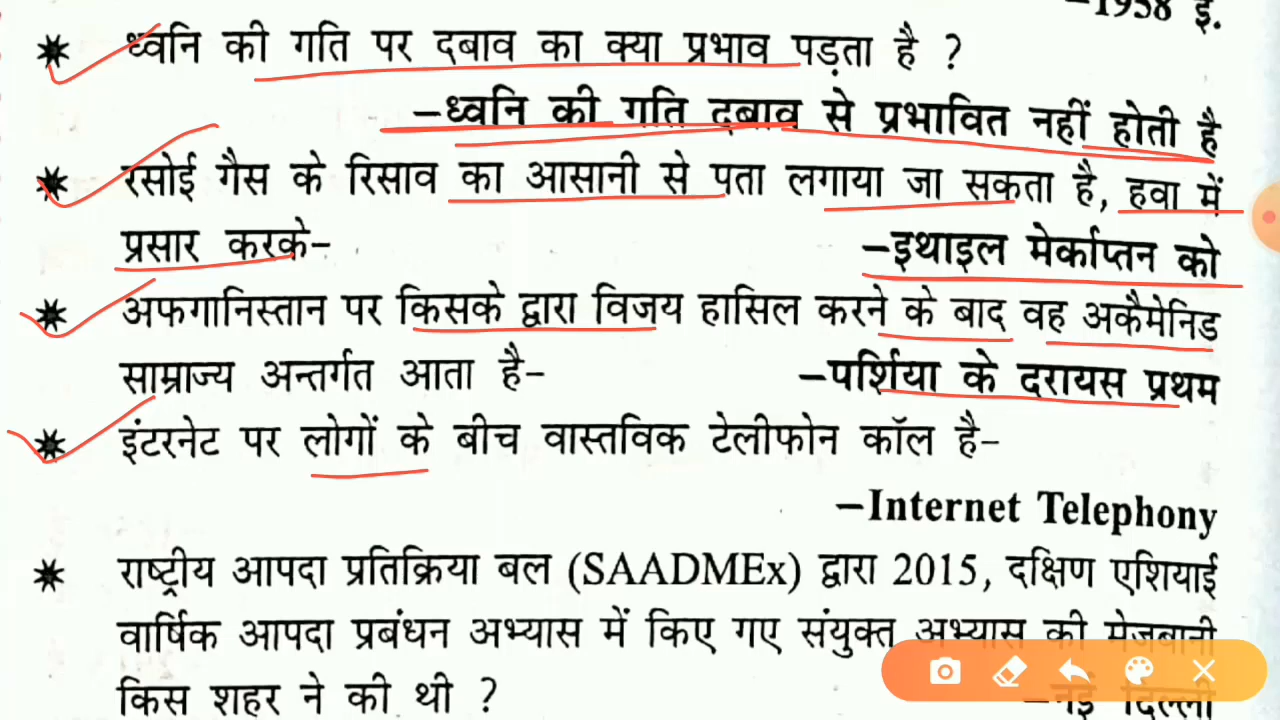 –1958 ई.
ध्वनि की गति पर दबाव का क्या प्रभाव पड़ता है ?
–ध्वनि की गति दबाव से प्रभावित नहीं होती है
रसोई गैस के रिसाव का आसानी से पता लगाया जा सकता है, हवा में
प्रसार करके–
–इथाइल मेर्काप्तन को
अफगानिस्तान पर किसके द्वारा विजय हासिल करने के बाद वह अकैमेनिड
साम्राज्य अन्तर्गत आता है–
–पर्शिया के दरायस प्रथम
इंटरनेट पर लोगों के बीच वास्तविक टेलीफोन कॉल है–
–Internet Telephony
राष्ट्रीय आपदा प्रतिक्रिया बल (SAADMEx) द्वारा 2015, दक्षिण एशियाई
वार्षिक आपदा प्रबंधन अभ्यास में किए गए संयुक्त अभ्यास की मेजबानी
किस शहर ने की थी ?
–नई दिल्ली